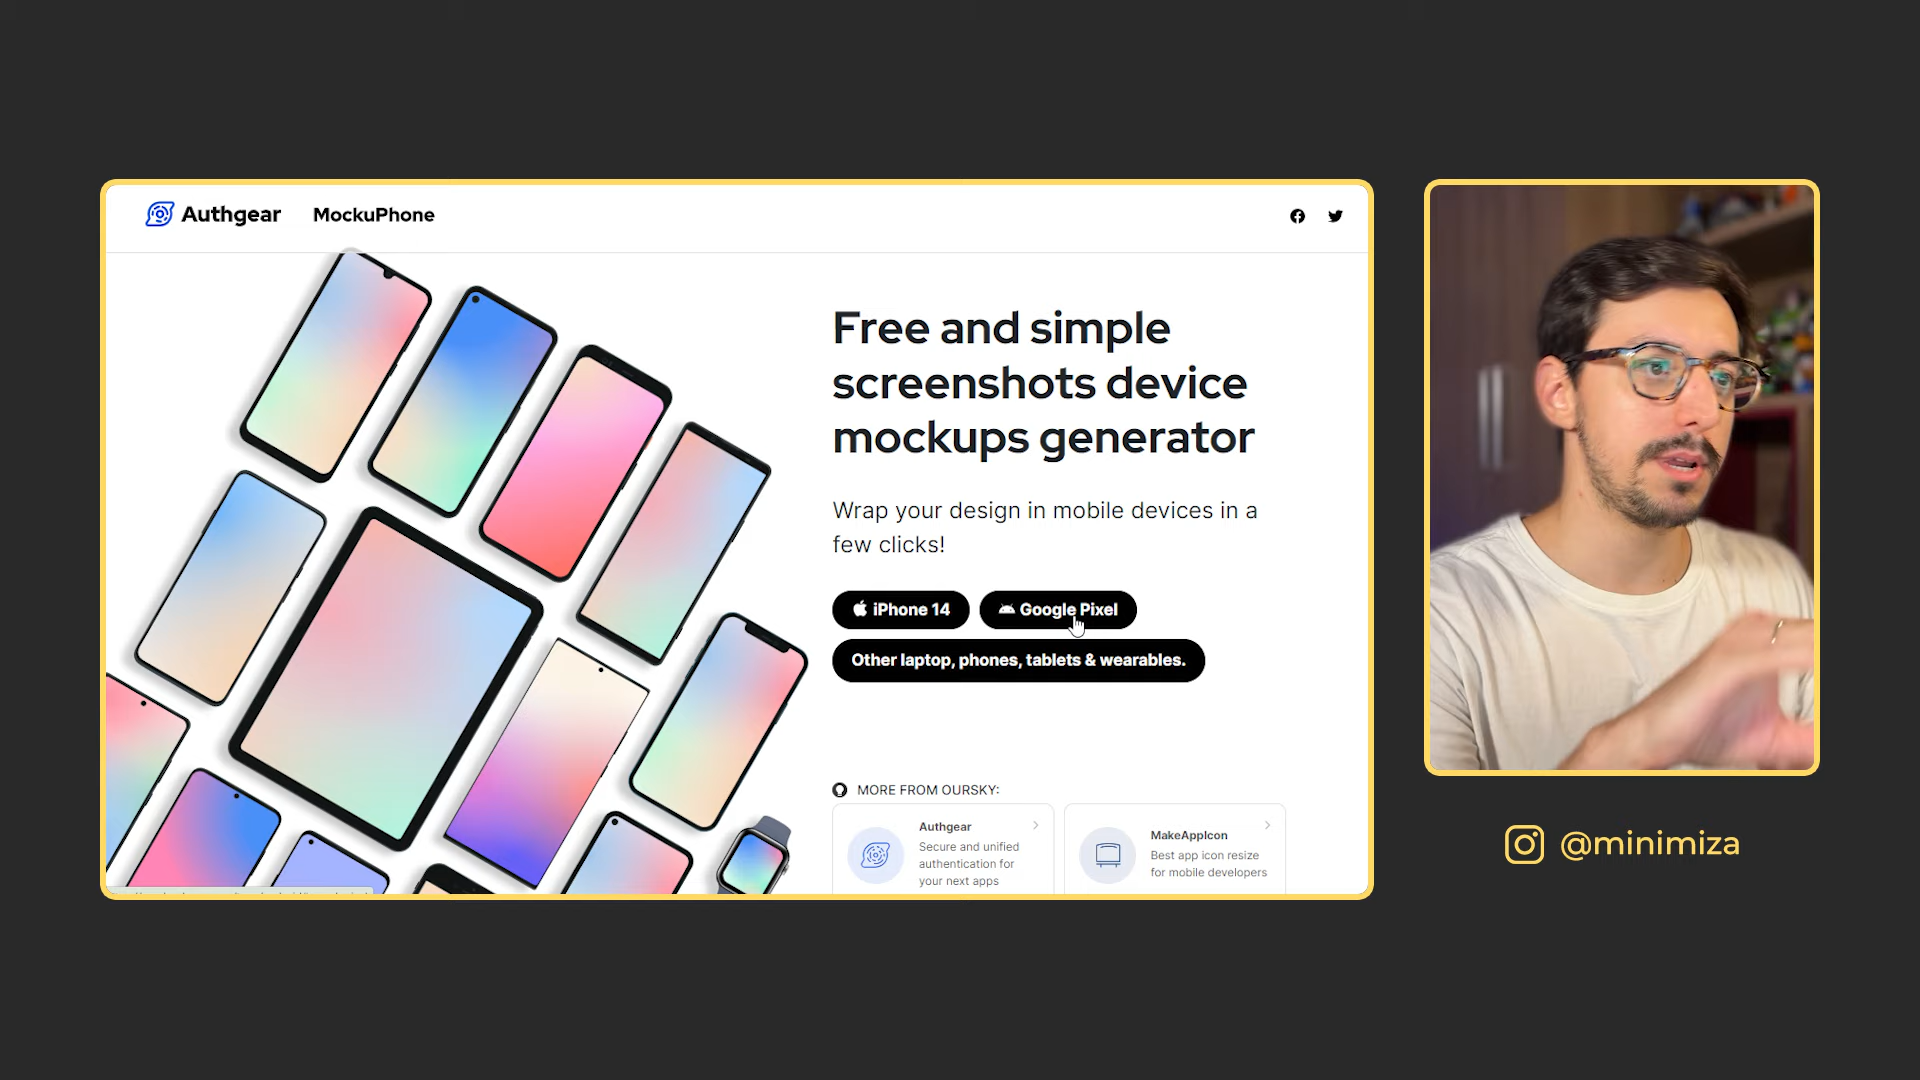 Authgear MockuPhone
Free and simple
screenshots device
mockups generator
Wrap your design in mobile devices in a
few clicks!
iPhone 14
Google Pixel
Other laptop, phones, tablets & wearables.
MORE FROM OURSKY:
Authgear
Secure and unified
authentication for
your next apps
MakeAppIcon
Best app icon resize
for mobile developers
@minimiza